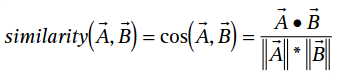 similarity(A⃗, B⃗) = cos(A⃗, B⃗) = (A⃗ • B⃗) / (‖A⃗‖ * ‖B⃗‖)